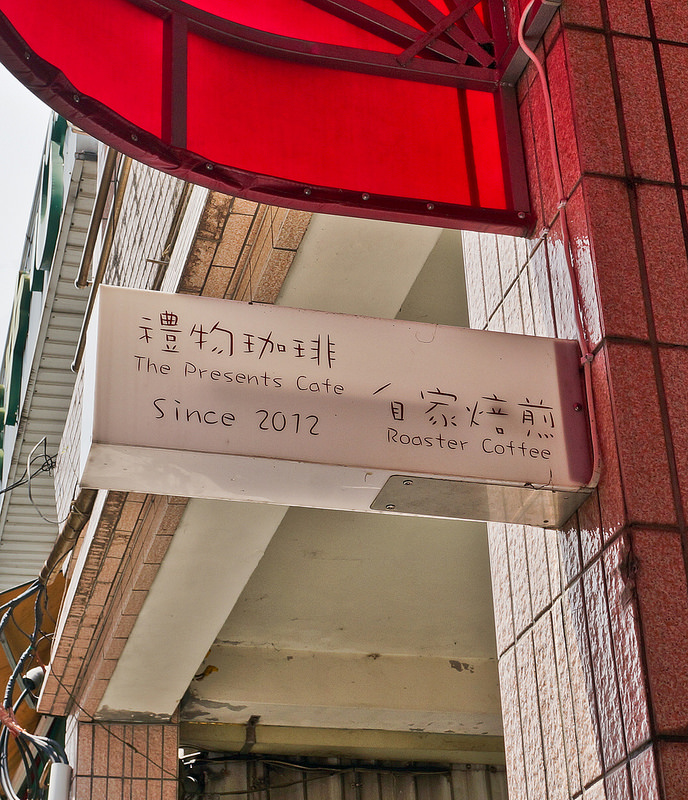 禮物珈琲
The Presents Cafe
Since 2012
自家焙煎
Roaster Coffee